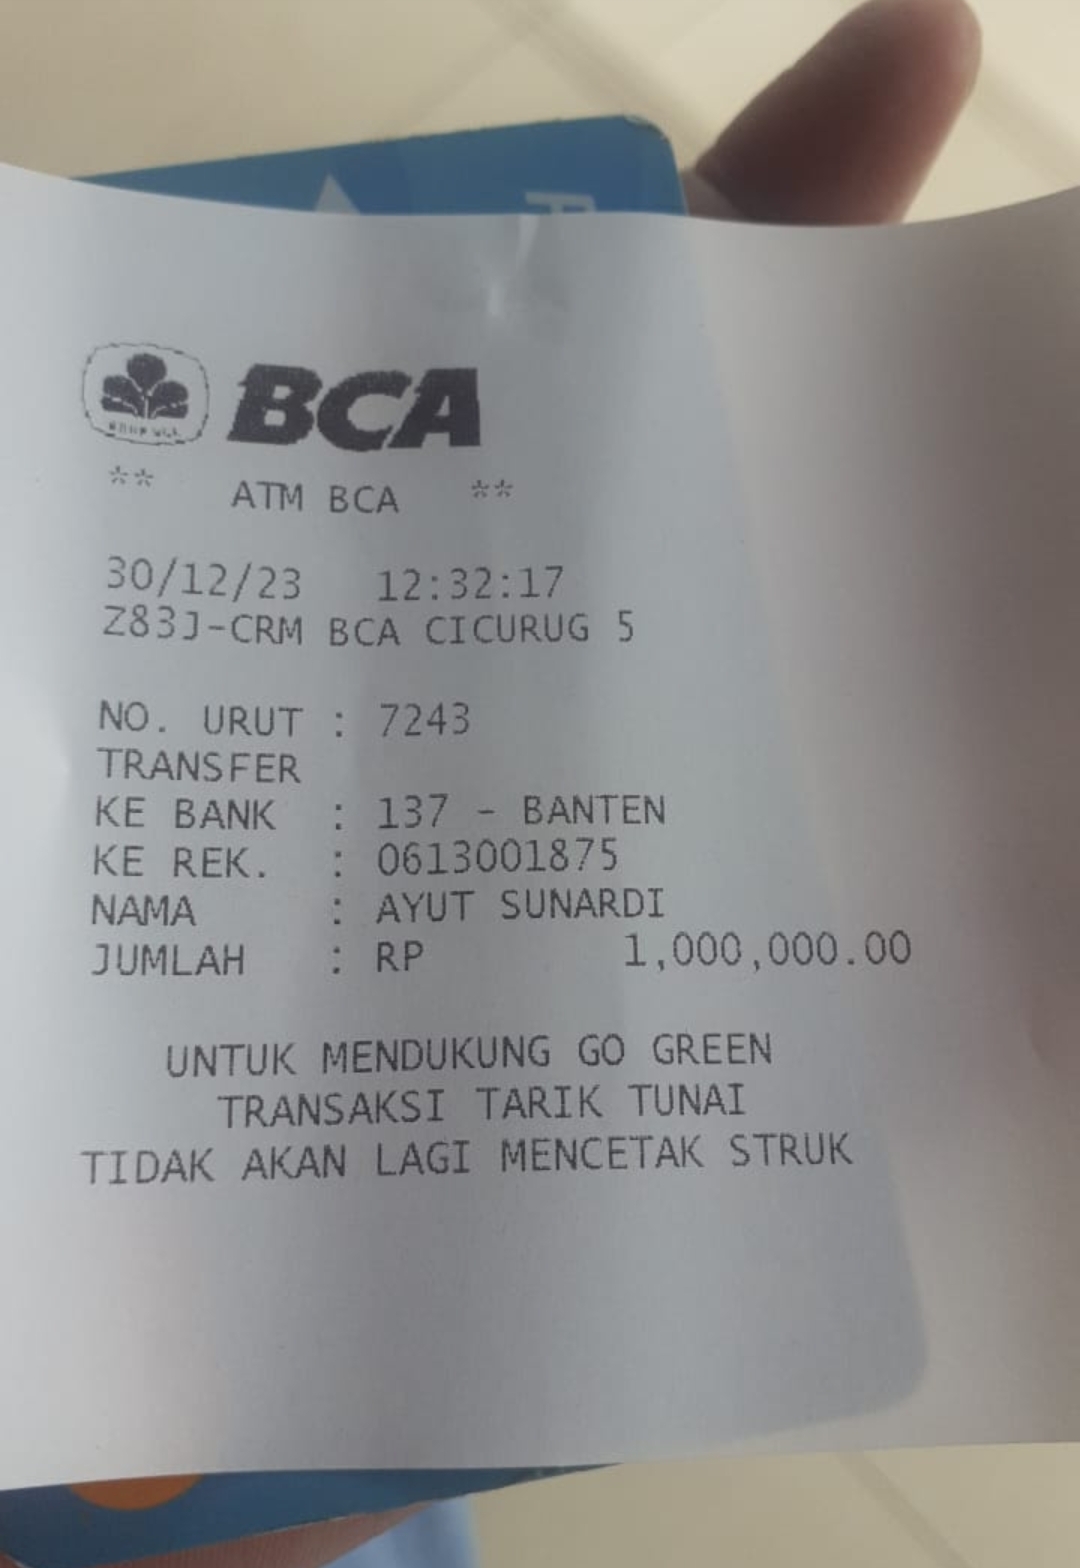 BCA
** ATM BCA **
30/12/23 12:32:17
Z83J-CRM BCA CICURUG 5
NO. URUT : 7243
TRANSFER
KE BANK : 137 - BANTEN
KE REK. : 0613001875
NAMA : AYUT SUNARDI
JUMLAH : RP 1,000,000.00
UNTUK MENDUKUNG GO GREEN
TRANSAKSI TARIK TUNAI
TIDAK AKAN LAGI MENCETAK STRUK